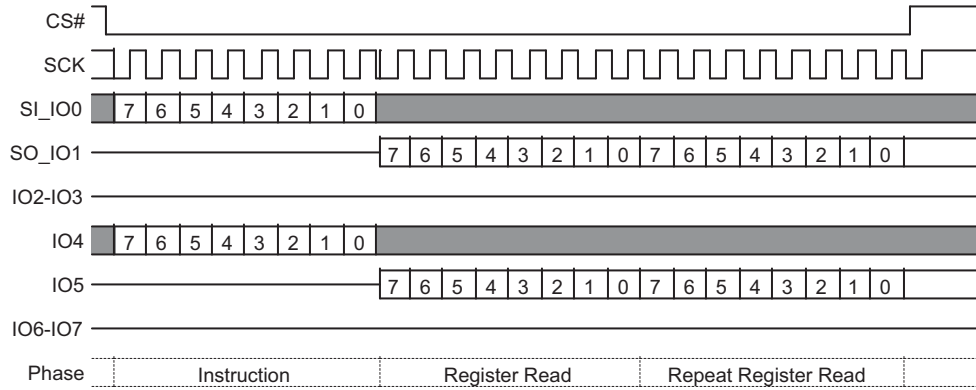 CS#
SCK
SI_IO0 7 6 5 4 3 2 1 0
SO_IO1 7 6 5 4 3 2 1 0 7 6 5 4 3 2 1 0
IO2-IO3
IO4 7 6 5 4 3 2 1 0
IO5 7 6 5 4 3 2 1 0 7 6 5 4 3 2 1 0
IO6-IO7
Phase Instruction Register Read Repeat Register Read